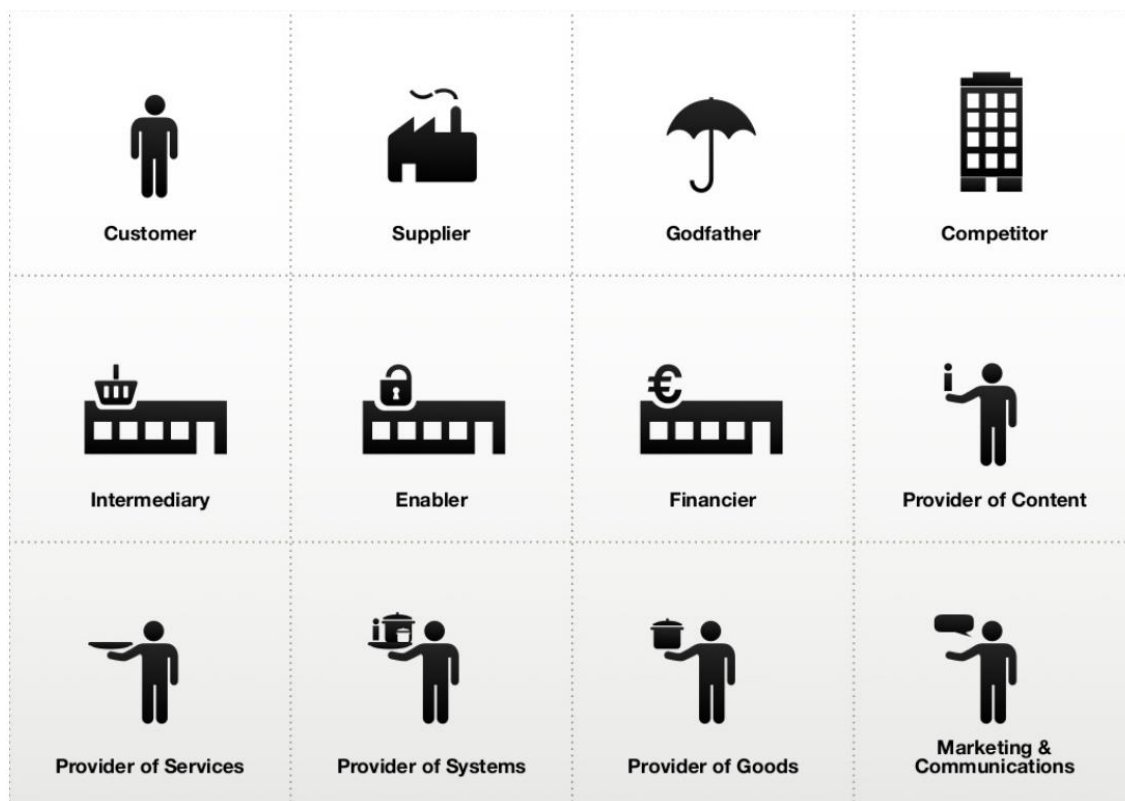 Customer
Supplier
Godfather
Competitor
Intermediary
Enabler
€
Financier
i
Provider of Content
Provider of Services
i
Provider of Systems
Provider of Goods
Marketing &
Communications